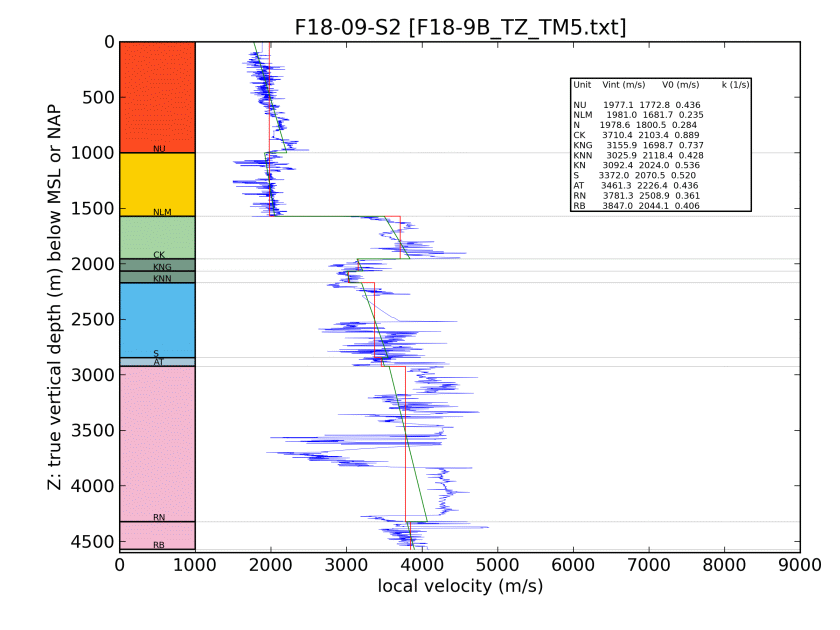 F18-09-S2 [F18-9B_TZ_TM5.txt]
Z: true vertical depth (m) below MSL or NAP
0
500
1000
1500
2000
2500
3000
3500
4000
4500
NU
NLM
CK
KNG
KNN
S
AT
RN
RB
Unit Vint (m/s) V0 (m/s) k (1/s)
NU 1977.1 1772.8 0.436
NLM 1981.0 1681.7 0.235
N 1978.6 1800.5 0.284
CK 3710.4 2103.4 0.889
KNG 3155.9 1698.7 0.737
KNN 3025.9 2118.4 0.428
KN 3092.4 2024.0 0.536
S 3372.0 2070.5 0.520
AT 3461.3 2226.4 0.436
RN 3781.3 2508.9 0.361
RB 3847.0 2044.1 0.406
0 1000 2000 3000 4000 5000 6000 7000 8000 9000
local velocity (m/s)